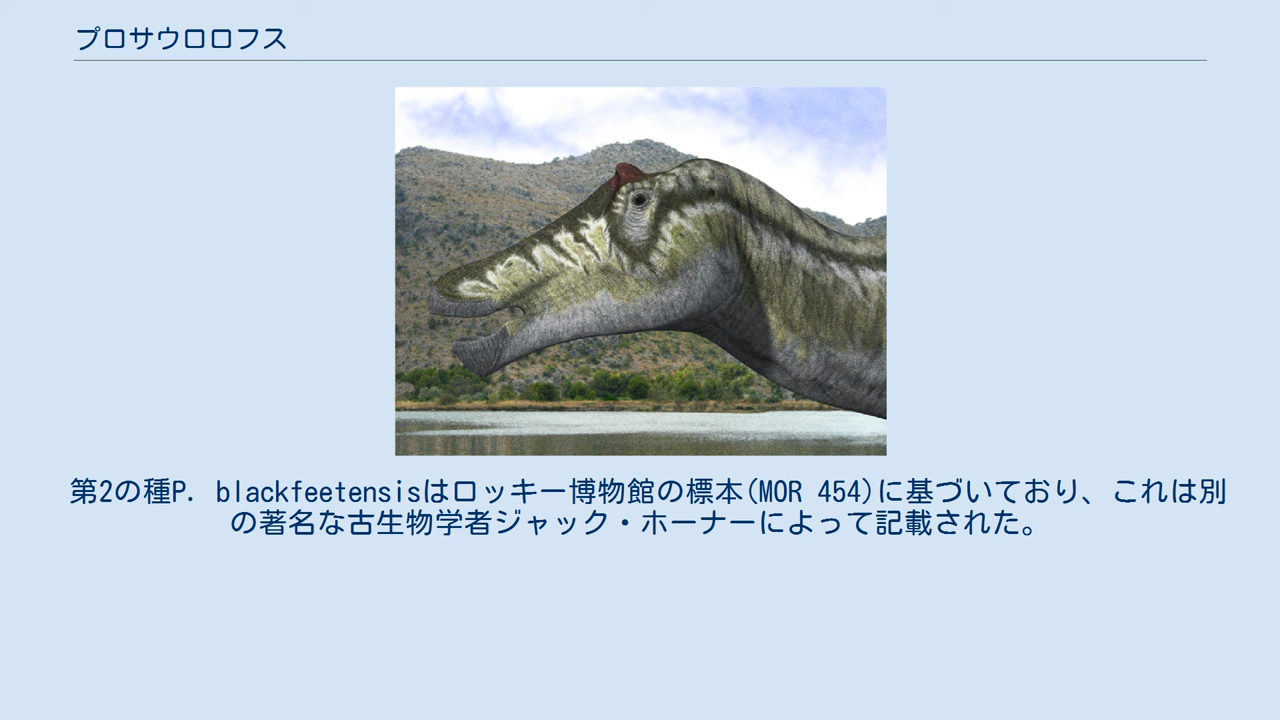 プロサウロロフス
第2の種P. blackfeetensisはロッキー博物館の標本(MOR 454)に基づいており、これは別
の著名な古生物学者ジャック・ホーナーによって記載された。